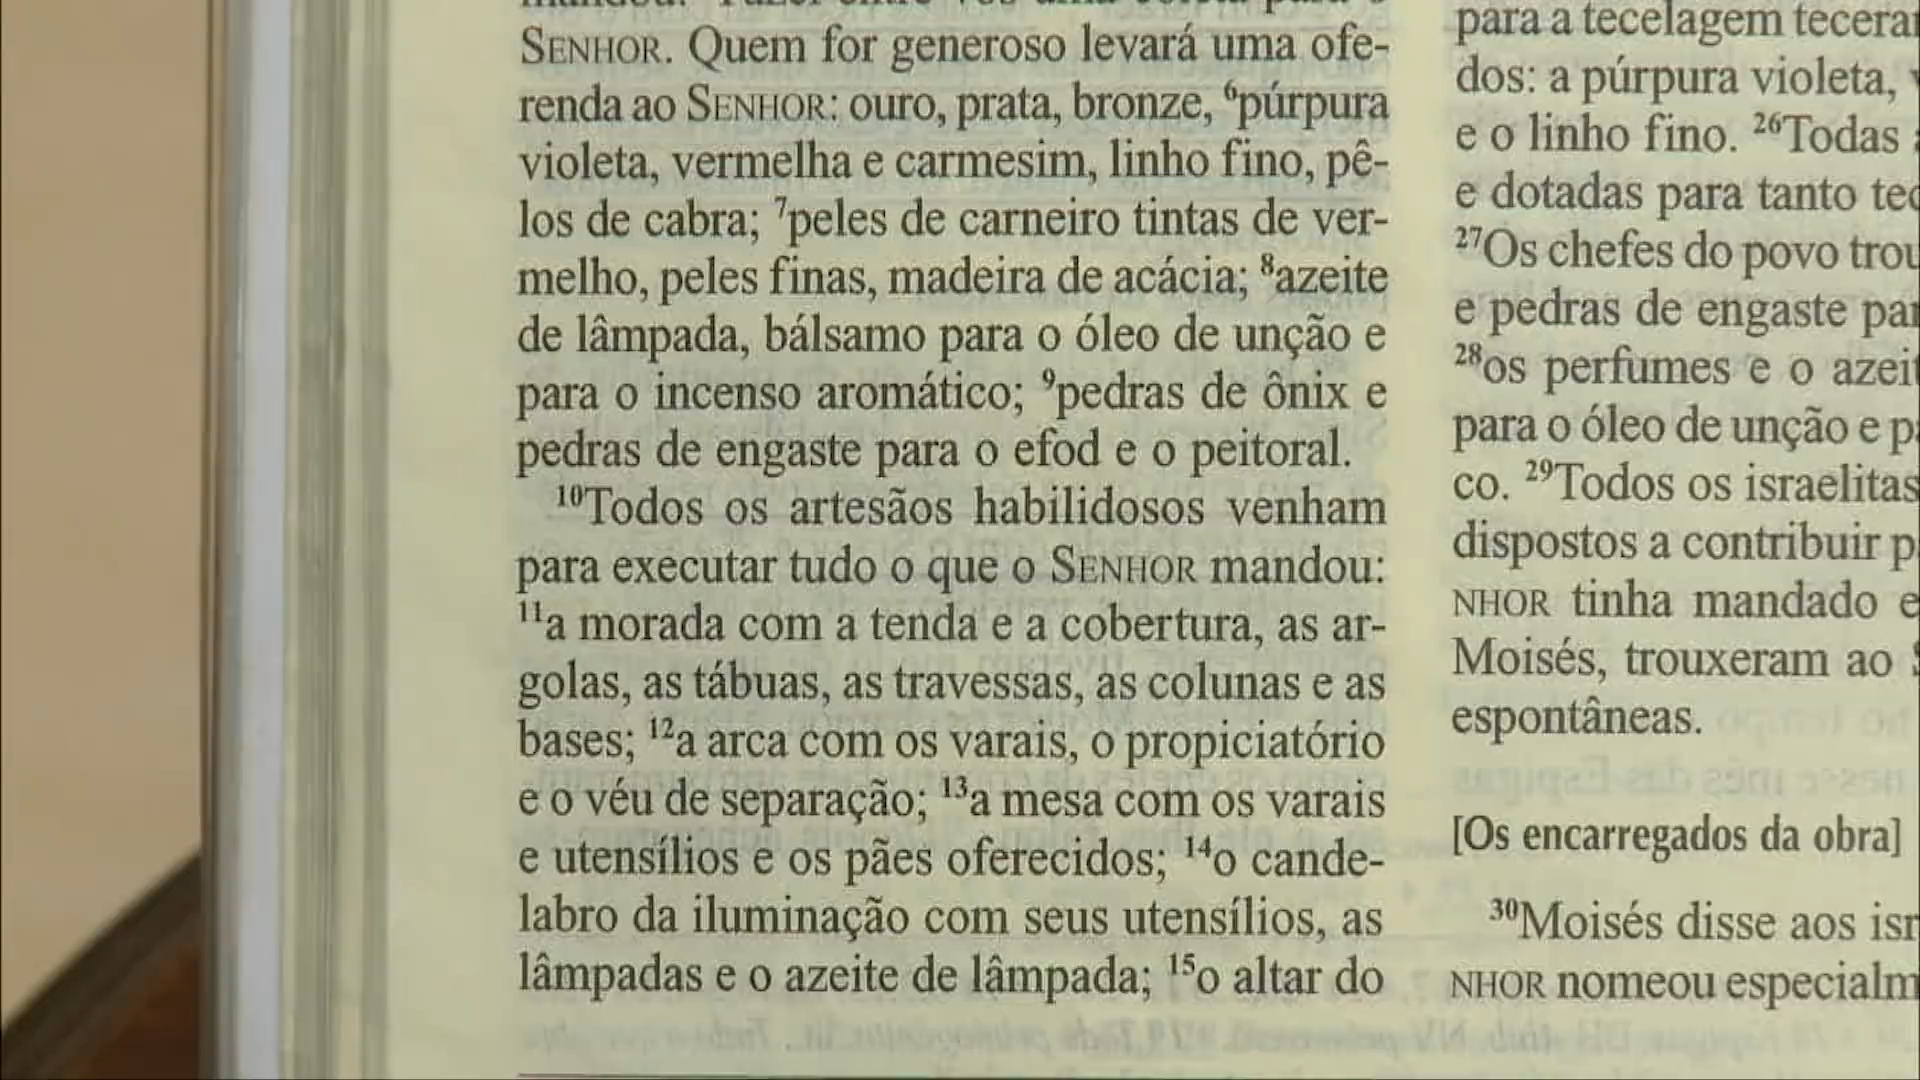 SENHOR. Quem for generoso levará uma ofe-
renda ao SENHOR: ouro, prata, bronze, ⁶púrpura
violeta, vermelha e carmesim, linho fino, pê-
los de cabra; ⁷peles de carneiro tintas de ver-
melho, peles finas, madeira de acácia; ⁸azeite
de lâmpada, bálsamo para o óleo de unção e
para o incenso aromático; ⁹pedras de ônix e
pedras de engaste para o efod e o peitoral.
¹⁰Todos os artesãos habilidosos venham
para executar tudo o que o SENHOR mandou:
¹¹a morada com a tenda e a cobertura, as ar-
golas, as tábuas, as travessas, as colunas e as
bases; ¹²a arca com os varais, o propiciatório
e o véu de separação; ¹³a mesa com os varais
e utensílios e os pães oferecidos; ¹⁴o cande-
labro da iluminação com seus utensílios, as
lâmpadas e o azeite de lâmpada; ¹⁵o altar do
para a tecelagem
dos: a púrpura violeta,
e o linho fino. ²⁶Todas
e dotadas para tanto
²⁷Os chefes do povo
e pedras de engaste
²⁸os perfumes e o
para o óleo de unção e
co. ²⁹Todos os israelitas
dispostos a contribuir
NHOR tinha mandado
Moisés, trouxeram ao
espontâneas.
[Os encarregados da obra]
³⁰Moisés disse aos
NHOR nomeou